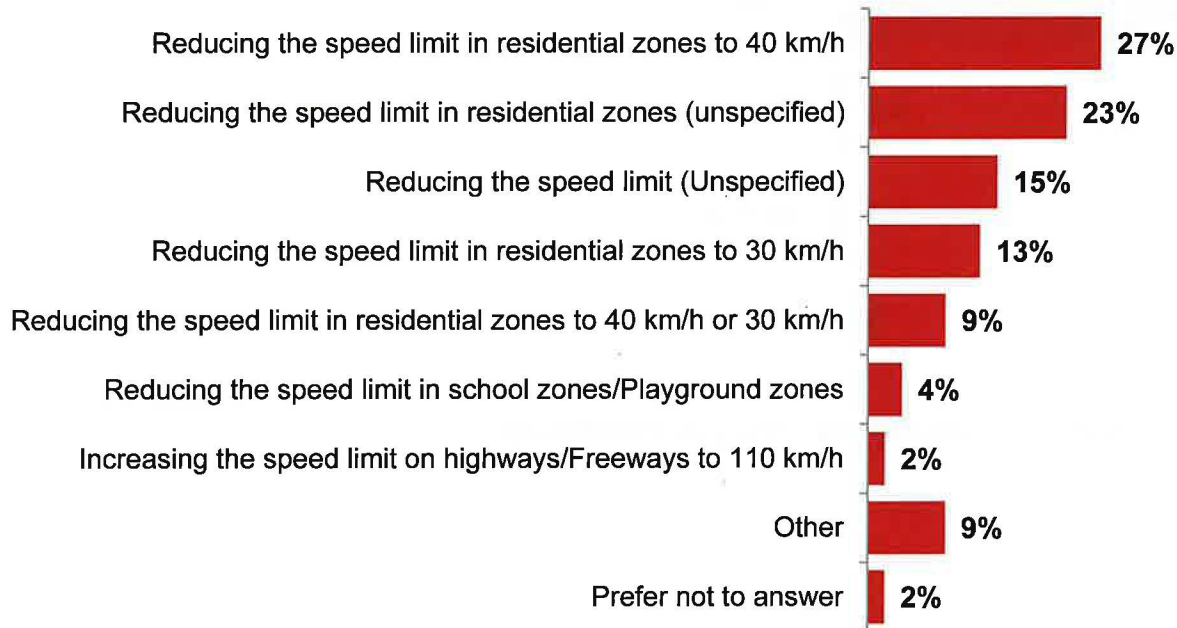 Reducing the speed limit in residential zones to 40 km/h 27%
Reducing the speed limit in residential zones (unspecified) 23%
Reducing the speed limit (Unspecified) 15%
Reducing the speed limit in residential zones to 30 km/h 13%
Reducing the speed limit in residential zones to 40 km/h or 30 km/h 9%
Reducing the speed limit in school zones/Playground zones 4%
Increasing the speed limit on highways/Freeways to 110 km/h 2%
Other 9%
Prefer not to answer 2%